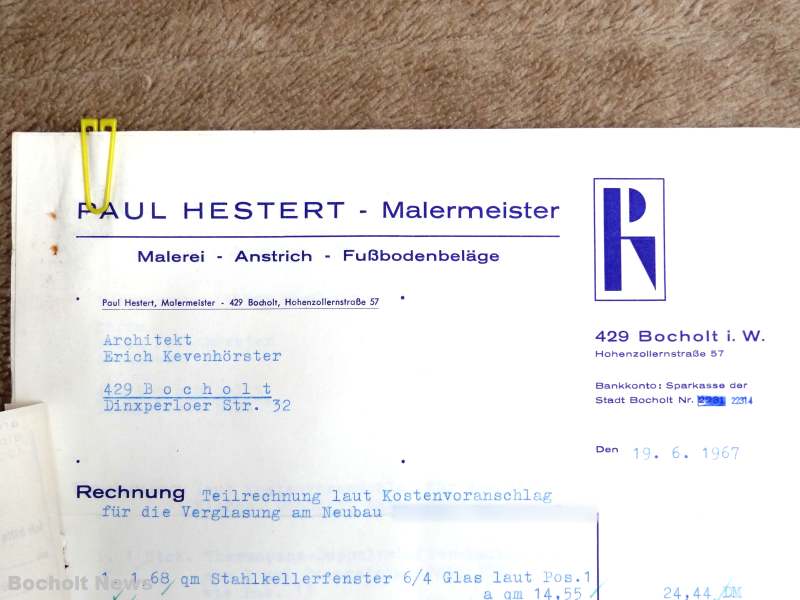 PAUL HESTERT - Malermeister
Malerei - Anstrich - Fußbodenbeläge
Paul Hestert, Malermeister - 429 Bocholt, Hohenzollernstraße 57
Architekt
Erich Kevenhörster
429 B o c h o l t
Dinxperloer Str. 32
429 Bocholt i. W.
Hohenzollernstraße 57
Bankkonto: Sparkasse der
Stadt Bocholt Nr. 22314
Den 19. 6. 1967
Rechnung Teilrechnung laut Kostenvoranschlag
für die Verglasung am Neubau
1. 1 68 qm Stahlkellerfenster 6/4 Glas laut Pos.1
a qm 14,55 24,44 DM
Bocholt News